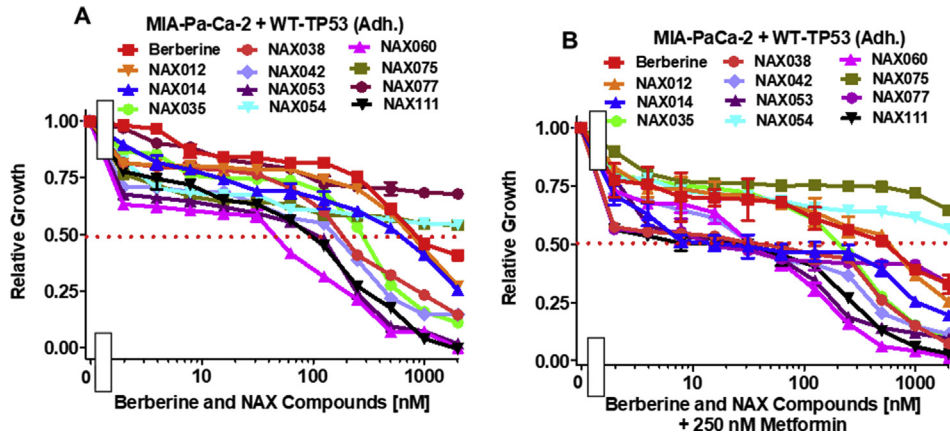 A
MIA-Pa-Ca-2 + WT-TP53 (Adh.)
Berberine
NAX012
NAX014
NAX035
NAX038
NAX042
NAX053
NAX054
NAX060
NAX075
NAX077
NAX111
Relative Growth
1.00
0.75
0.50
0.25
0.00
0
10
100
1000
Berberine and NAX Compounds [nM]
B
MIA-PaCa-2 + WT-TP53 (Adh.)
Berberine
NAX012
NAX014
NAX035
NAX038
NAX042
NAX053
NAX054
NAX060
NAX075
NAX077
NAX111
Relative Growth
1.00
0.75
0.50
0.25
0.00
0
10
100
1000
Berberine and NAX Compounds [nM]
+ 250 nM Metformin